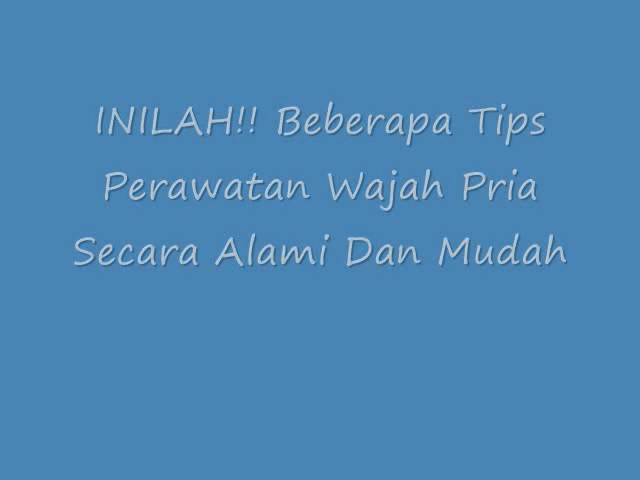 INILAH!! Beberapa Tips
Perawatan Wajah Pria
Secara Alami Dan Mudah